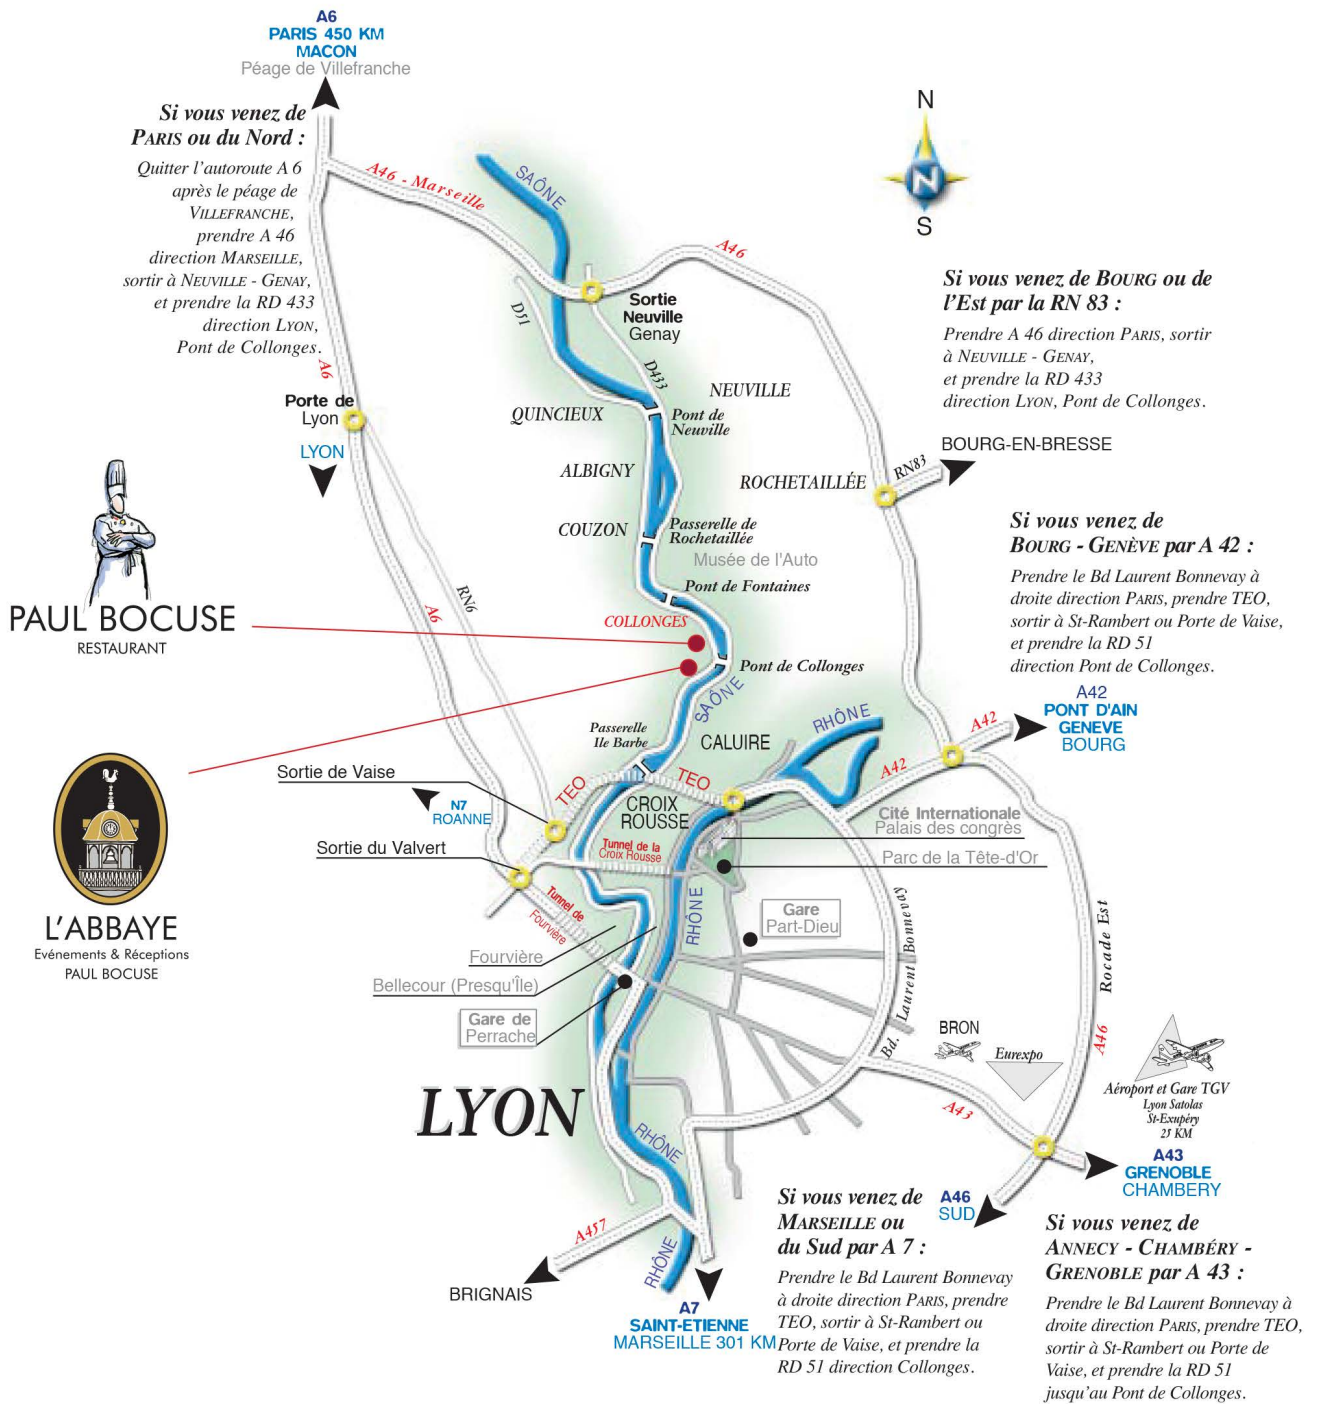 A6
PARIS 450 KM
MACON
Péage de Villefranche
Si vous venez de
PARIS ou du Nord :
Quitter l'autoroute A 6
après le péage de
VILLEFRANCHE,
prendre A 46
direction MARSEILLE,
sortir à NEUVILLE - GENAY,
et prendre la RD 433
direction LYON,
Pont de Collonges.
A46 - Marseille
SAÔNE
A46
N
N
S
Si vous venez de BOURG ou de
l'Est par la RN 83 :
Prendre A 46 direction PARIS, sortir
à NEUVILLE - GENAY,
et prendre la RD 433
direction LYON, Pont de Collonges.
Sortie
Neuville
Genay
D51
D433
A6
Porte de
Lyon
LYON
NEUVILLE
QUINCIEUX
Pont de
Neuville
ALBIGNY
ROCHETAILLÉE
RN83
BOURG-EN-BRESSE
COUZON
Passerelle de
Rochetaillée
Musée de l'Auto
Pont de Fontaines
Si vous venez de
BOURG - GENÈVE par A 42 :
Prendre le Bd Laurent Bonnevay à
droite direction PARIS, prendre TEO,
sortir à St-Rambert ou Porte de Vaise,
et prendre la RD 51
direction Pont de Collonges.
PAUL BOCUSE
RESTAURANT
A6
RN6
COLLONGES
Pont de Collonges
SAÔNE
A42
PONT D'AIN
GENEVE
BOURG
A42
RHÔNE
Passerelle
Ile Barbe
CALUIRE
Sortie de Vaise
TEO
TEO
A42
N7
ROANNE
CROIX
ROUSSE
Cité Internationale
Palais des congrès
Sortie du Valvert
Tunnel de la
Croix Rousse
Parc de la Tête-d'Or
L'ABBAYE
Evénements & Réceptions
PAUL BOCUSE
Tunnel de
Fourvière
RHÔNE
Gare
Part-Dieu
Bd. Laurent Bonnevay
Rocade Est
Fourvière
Bellecour (Presqu'Île)
Gare de
Perrache
BRON
Eurexpo
A46
LYON
A43
Aéroport et Gare TGV
Lyon Satolas
St-Exupéry
25 KM
RHÔNE
A43
GRENOBLE
CHAMBERY
A46
SUD
A457
BRIGNAIS
RHÔNE
A7
SAINT-ETIENNE
MARSEILLE 301 KM
Si vous venez de
MARSEILLE ou
du Sud par A 7 :
Prendre le Bd Laurent Bonnevay
à droite direction PARIS, prendre
TEO, sortir à St-Rambert ou
Porte de Vaise, et prendre la
RD 51 direction Collonges.
Si vous venez de
ANNECY - CHAMBÉRY -
GRENOBLE par A 43 :
Prendre le Bd Laurent Bonnevay à
droite direction PARIS, prendre TEO,
sortir à St-Rambert ou Porte de
Vaise, et prendre la RD 51
jusqu'au Pont de Collonges.